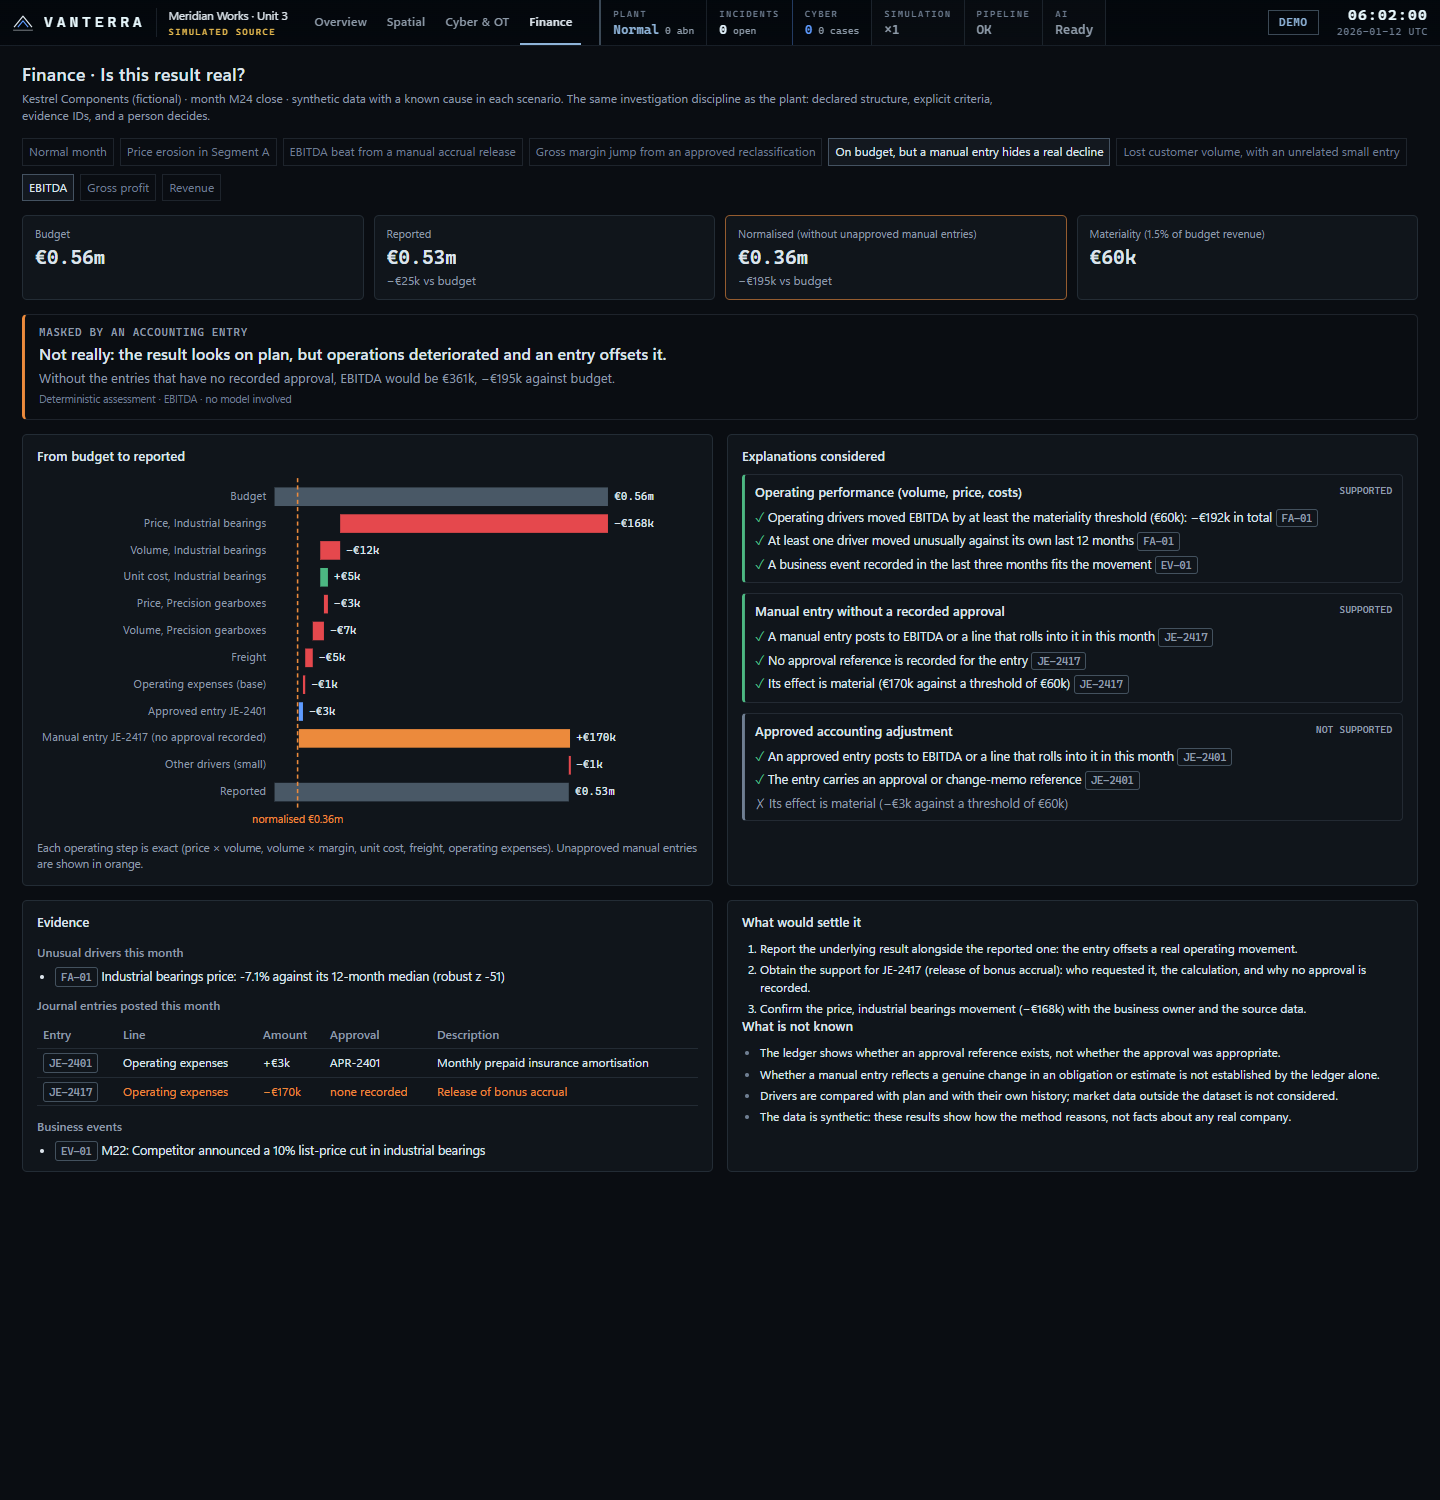 VANTERRA
Meridian Works · Unit 3
SIMULATED SOURCE
Overview
Spatial
Cyber & OT
Finance
PLANT
Normal 0 abn
INCIDENTS
0 open
CYBER
0 0 cases
SIMULATION
×1
PIPELINE
OK
AI
Ready
DEMO
06:02:00
2026-01-12 UTC
Finance · Is this result real?
Kestrel Components (fictional) · month M24 close · synthetic data with a known cause in each scenario. The same investigation discipline as the plant: declared structure, explicit criteria,
evidence IDs, and a person decides.
Normal month
Price erosion in Segment A
EBITDA beat from a manual accrual release
Gross margin jump from an approved reclassification
On budget, but a manual entry hides a real decline
Lost customer volume, with an unrelated small entry
EBITDA
Gross profit
Revenue
Budget
€0.56m
Reported
€0.53m
−€25k vs budget
Normalised (without unapproved manual entries)
€0.36m
−€195k vs budget
Materiality (1.5% of budget revenue)
€60k
MASKED BY AN ACCOUNTING ENTRY
Not really: the result looks on plan, but operations deteriorated and an entry offsets it.
Without the entries that have no recorded approval, EBITDA would be €361k, −€195k against budget.
Deterministic assessment · EBITDA · no model involved
From budget to reported
Budget €0.56m
Price, Industrial bearings −€168k
Volume, Industrial bearings −€12k
Unit cost, Industrial bearings +€5k
Price, Precision gearboxes −€3k
Volume, Precision gearboxes −€7k
Freight −€5k
Operating expenses (base) −€1k
Approved entry JE-2401 −€3k
Manual entry JE-2417 (no approval recorded) +€170k
Other drivers (small) −€1k
Reported €0.53m
normalised €0.36m
Each operating step is exact (price × volume, volume × margin, unit cost, freight, operating expenses). Unapproved manual entries
are shown in orange.
Explanations considered
Operating performance (volume, price, costs) SUPPORTED
✓ Operating drivers moved EBITDA by at least the materiality threshold (€60k): −€192k in total FA-01
✓ At least one driver moved unusually against its own last 12 months FA-01
✓ A business event recorded in the last three months fits the movement EV-01
Manual entry without a recorded approval SUPPORTED
✓ A manual entry posts to EBITDA or a line that rolls into it in this month JE-2417
✓ No approval reference is recorded for the entry JE-2417
✓ Its effect is material (€170k against a threshold of €60k) JE-2417
Approved accounting adjustment NOT SUPPORTED
✓ An approved entry posts to EBITDA or a line that rolls into it in this month JE-2401
✓ The entry carries an approval or change-memo reference JE-2401
✗ Its effect is material (−€3k against a threshold of €60k)
Evidence
Unusual drivers this month
• FA-01 Industrial bearings price: -7.1% against its 12-month median (robust z -51)
Journal entries posted this month
Entry Line Amount Approval Description
JE-2401 Operating expenses +€3k APR-2401 Monthly prepaid insurance amortisation
JE-2417 Operating expenses −€170k none recorded Release of bonus accrual
Business events
• EV-01 M22: Competitor announced a 10% list-price cut in industrial bearings
What would settle it
1. Report the underlying result alongside the reported one: the entry offsets a real operating movement.
2. Obtain the support for JE-2417 (release of bonus accrual): who requested it, the calculation, and why no approval is
recorded.
3. Confirm the price, industrial bearings movement (−€168k) with the business owner and the source data.
What is not known
• The ledger shows whether an approval reference exists, not whether the approval was appropriate.
• Whether a manual entry reflects a genuine change in an obligation or estimate is not established by the ledger alone.
• Drivers are compared with plan and with their own history; market data outside the dataset is not considered.
• The data is synthetic: these results show how the method reasons, not facts about any real company.